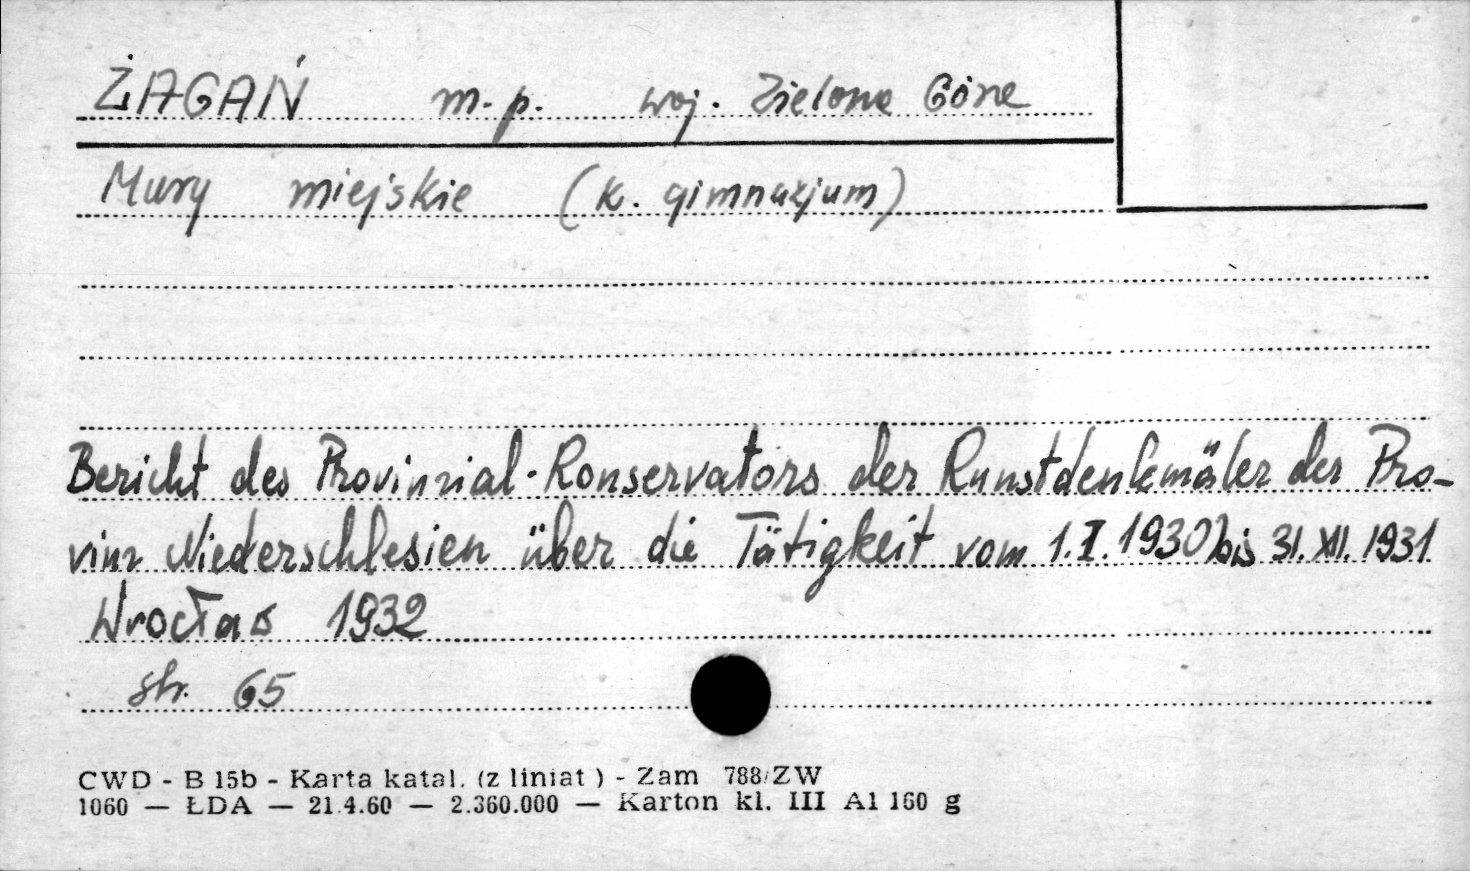 ŻAGAŃ m. p. woj. Zielona Góra
Mury miejskie (k. gimnazjum)
Bericht des Provinzial-Konservators der Kunstdenkmäler der Pro-
vinz Niederschlesien über die Tätigkeit vom 1.I.1930 bis 31.XII.1931
Wrocław 1932
str. 65
CWD - B 15b - Karta katal. (z liniat ) - Zam 788/ZW
1060 — ŁDA — 21.4.60 — 2.360.000 — Karton kl. III A1 160 g